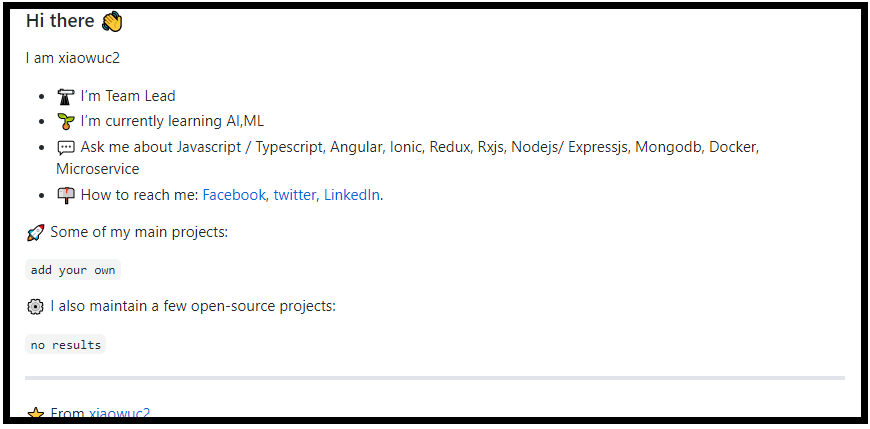 Hi there 👋
I am xiaowuc2
• 🔭 I'm Team Lead
• 🌱 I'm currently learning AI,ML
• 💬 Ask me about Javascript / Typescript, Angular, Ionic, Redux, Rxjs, Nodejs/ Expressjs, Mongodb, Docker,
Microservice
• 📫 How to reach me: Facebook, twitter, LinkedIn.
🚀 Some of my main projects:
add your own
⚙️ I also maintain a few open-source projects:
no results
⭐ From xiaowuc2